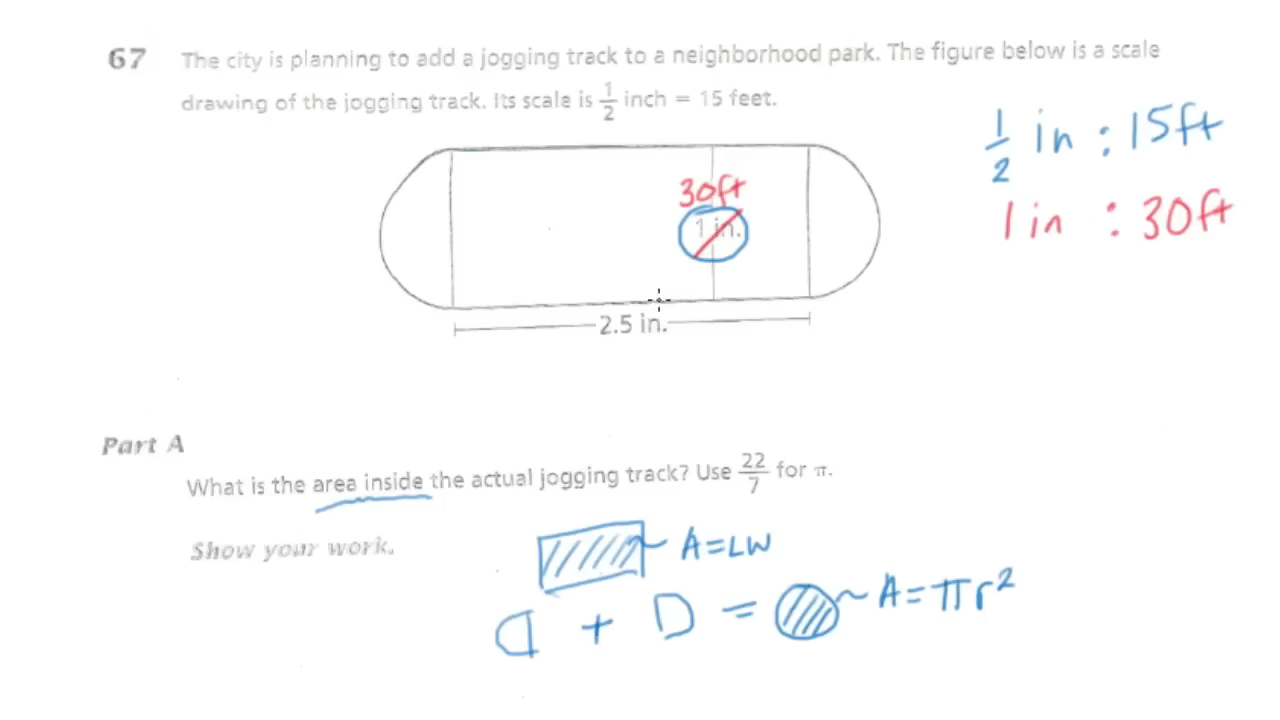 67 The city is planning to add a jogging track to a neighborhood park. The figure below is a scale
drawing of the jogging track. Its scale is 1/2 inch = 15 feet.
1/2 in : 15ft
1 in : 30ft
30ft
1 in.
2.5 in.
Part A
What is the area inside the actual jogging track? Use 22/7 for π.
Show your work.
A=LW
+ = A=πr²